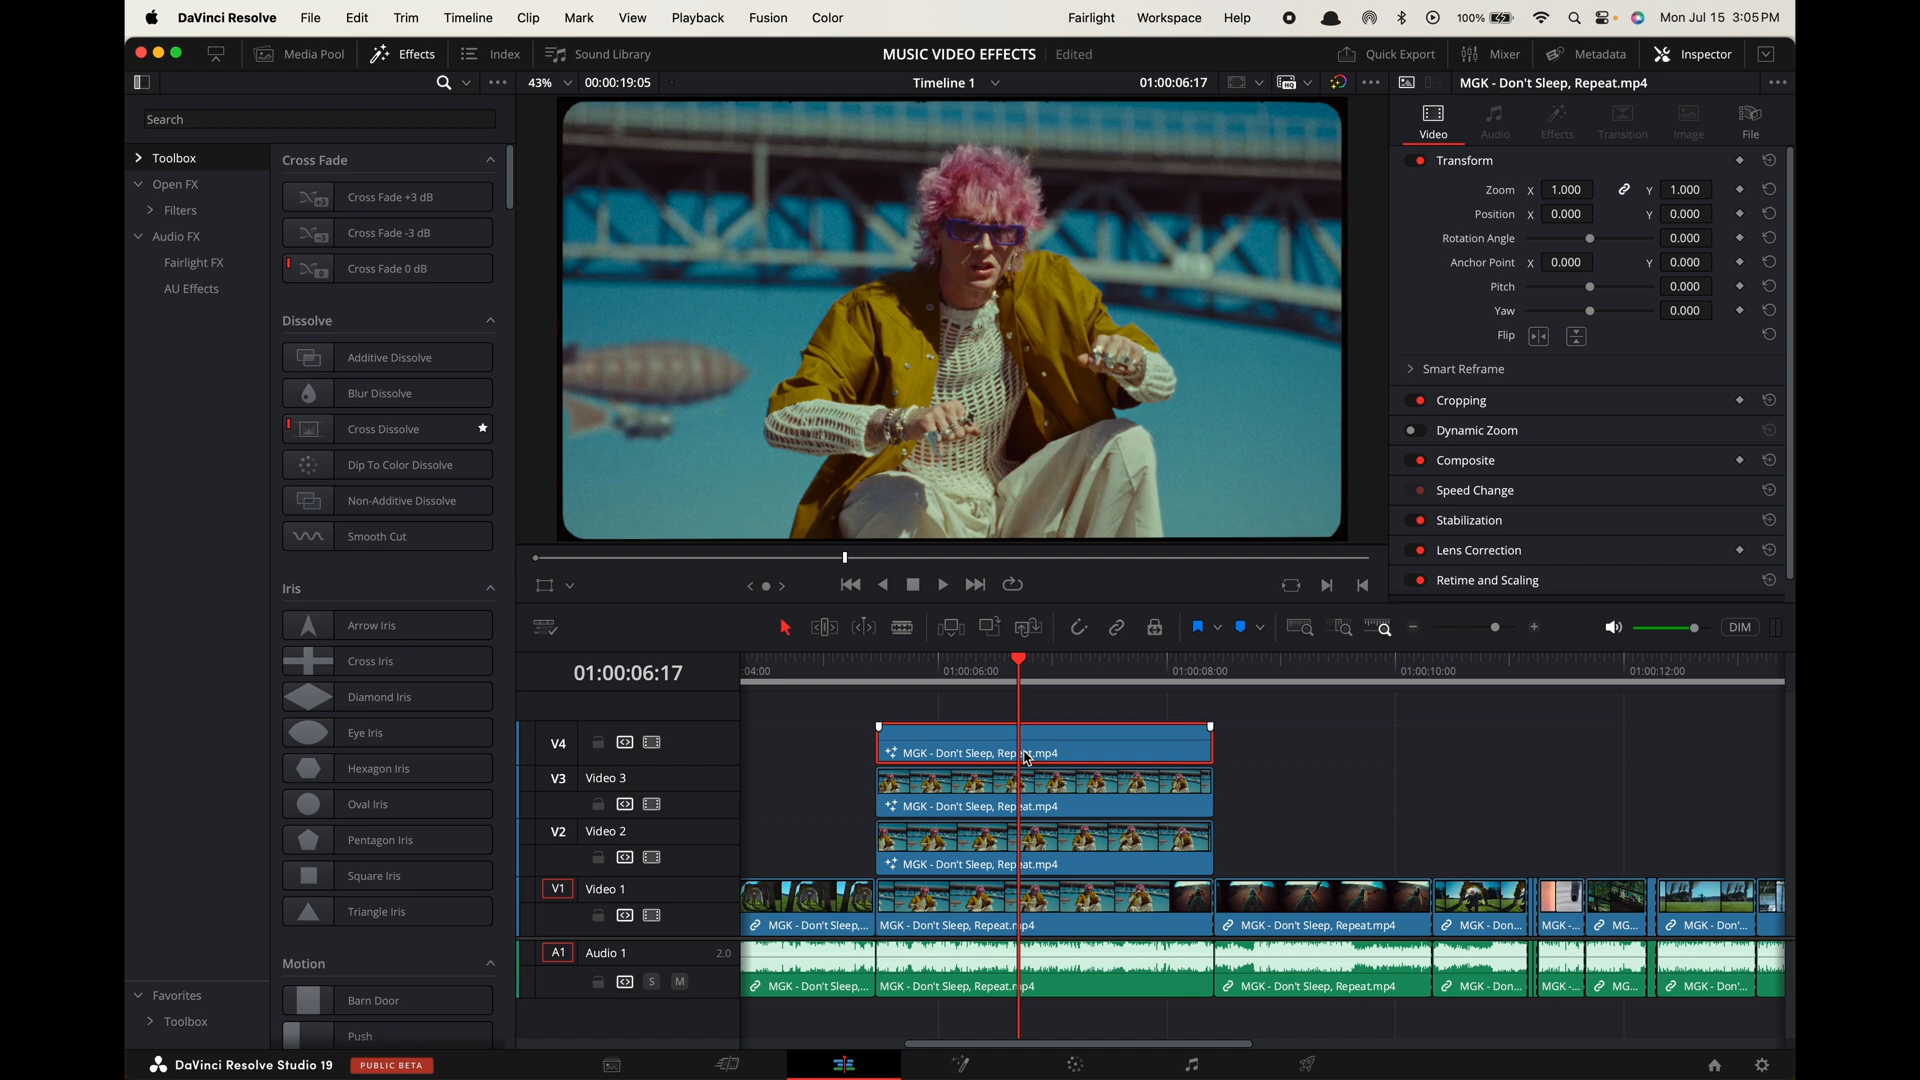 DaVinci Resolve File Edit Trim Timeline Clip Mark View Playback Fusion Color Fairlight Workspace Help 100% Mon Jul 15 3:05 PM
Media Pool Effects Index Sound Library MUSIC VIDEO EFFECTS Edited Quick Export Mixer Metadata Inspector
43% 00:00:19:05 Timeline 1 01:00:06:17 HQ MGK - Don't Sleep, Repeat.mp4
Search
Video Audio Effects Transition Image File
Toolbox
Open FX
Filters
Audio FX
Fairlight FX
AU Effects
Favorites
Toolbox
Cross Fade
+3 Cross Fade +3 dB
-3 Cross Fade -3 dB
0 Cross Fade 0 dB
Dissolve
Additive Dissolve
Blur Dissolve
Cross Dissolve
Dip To Color Dissolve
Non-Additive Dissolve
Smooth Cut
Iris
Arrow Iris
Cross Iris
Diamond Iris
Eye Iris
Hexagon Iris
Oval Iris
Pentagon Iris
Square Iris
Triangle Iris
Motion
Barn Door
Push
Transform
Zoom X 1.000 Y 1.000
Position X 0.000 Y 0.000
Rotation Angle 0.000
Anchor Point X 0.000 Y 0.000
Pitch 0.000
Yaw 0.000
Flip
Smart Reframe
Cropping
Dynamic Zoom
Composite
Speed Change
Stabilization
Lens Correction
Retime and Scaling
DIM
01:00:06:17 :04:00 01:00:06:00 01:00:08:00 01:00:10:00 01:00:12:00
V4 MGK - Don't Sleep, Repeat.mp4
V3 Video 3
MGK - Don't Sleep, Repeat.mp4
V2 Video 2
MGK - Don't Sleep, Repeat.mp4
V1 Video 1
MGK - Don't Sleep,... MGK - Don't Sleep, Repeat.mp4 MGK - Don't Sleep, Repeat.mp4 MGK - Don... MGK -... MG... MGK - Don'...
A1 Audio 1 2.0
S M MGK - Don't Sleep,... MGK - Don't Sleep, Repeat.mp4 MGK - Don't Sleep, Repeat.mp4 MGK - Don... MGK -... MG... MGK - Don'...
DaVinci Resolve Studio 19 PUBLIC BETA